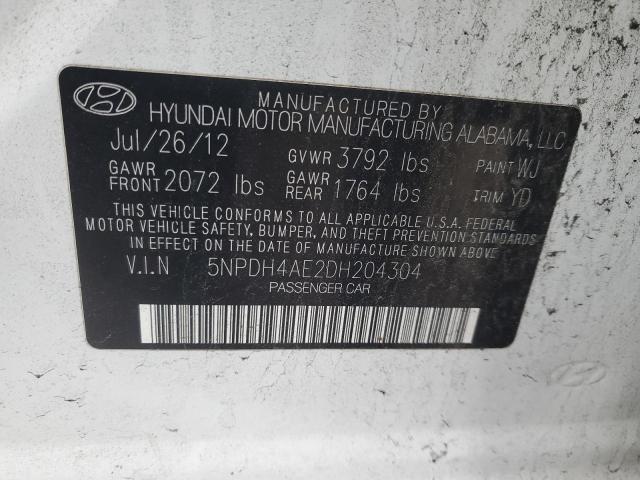 MANUFACTURED BY
HYUNDAI MOTOR MANUFACTURING ALABAMA, LLC
Jul/26/12 GVWR 3792 lbs PAINT WJ
GAWR FRONT 2072 lbs GAWR REAR 1764 lbs TRIM YD
THIS VEHICLE CONFORMS TO ALL APPLICABLE U.S.A. FEDERAL
MOTOR VEHICLE SAFETY, BUMPER, AND THEFT PREVENTION STANDARDS
IN EFFECT ON THE DATE OF MANUFACTURE SHOWN ABOVE.
V.I.N 5NPDH4AE2DH204304
PASSENGER CAR